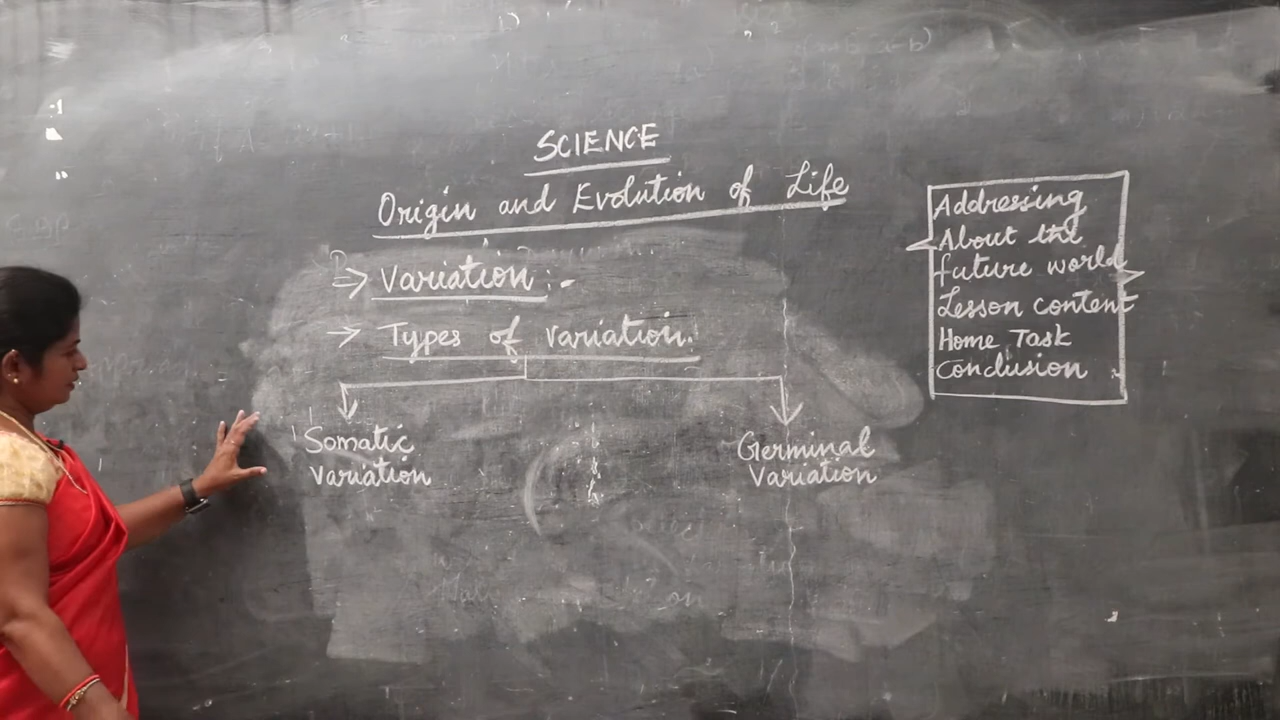 SCIENCE
Origin and Evolution of Life
→ Variation :-
→ Types of variation.
Somatic
variation
Germinal
Variation
Addressing
About the
future world
Lesson content
Home Task
Conclusion